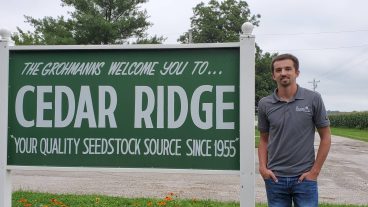 THE GROHMANNS WELCOME YOU TO...
CEDAR RIDGE
"YOUR QUALITY SEEDSTOCK SOURCE SINCE 1955"